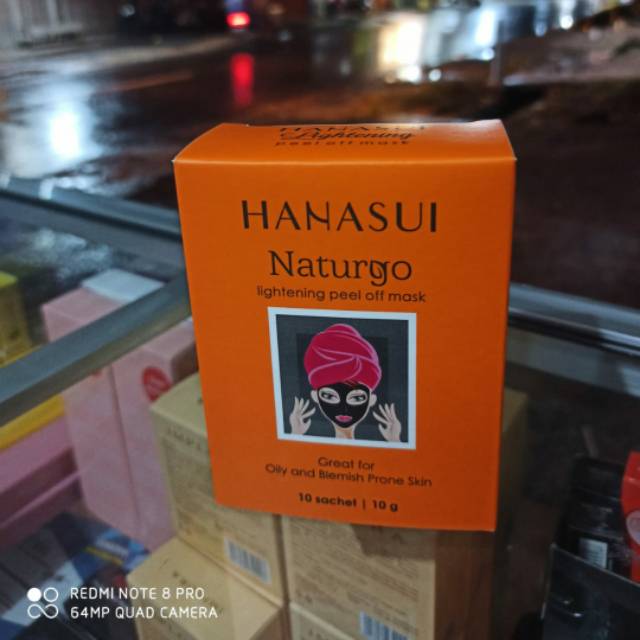 HANASUI
Lightening
peel off mask
HANASUI
Naturgo
lightening peel off mask
Great for
Oily and Blemish Prone Skin
10 sachet | 10 g
REDMI NOTE 8 PRO
64MP QUAD CAMERA